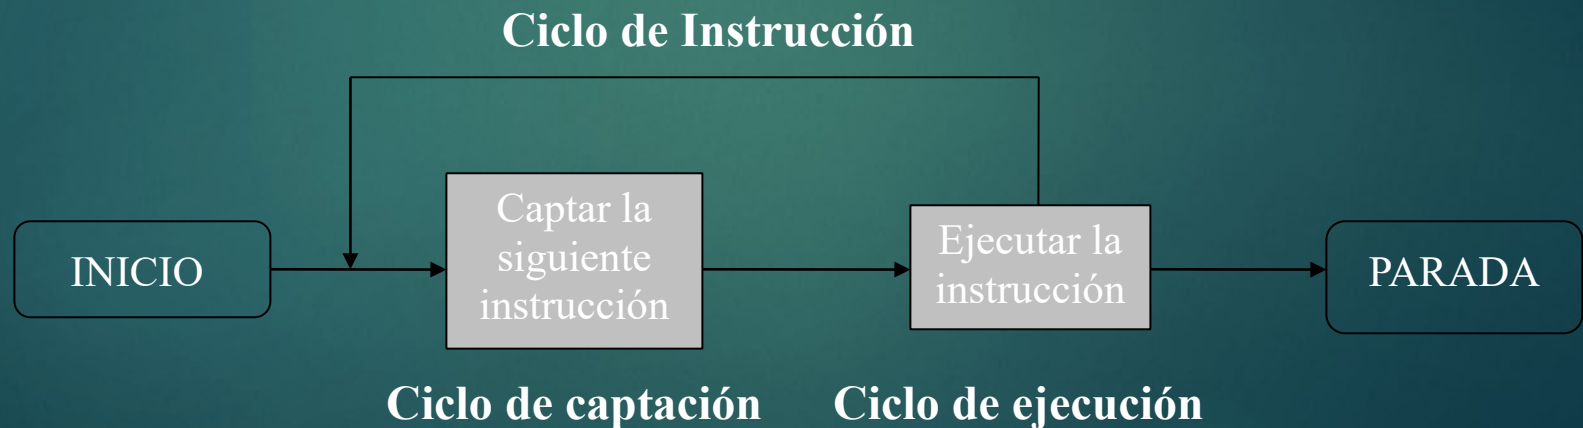 Ciclo de Instrucción
INICIO
Captar la
siguiente
instrucción
Ejecutar la
instrucción
PARADA
Ciclo de captación
Ciclo de ejecución